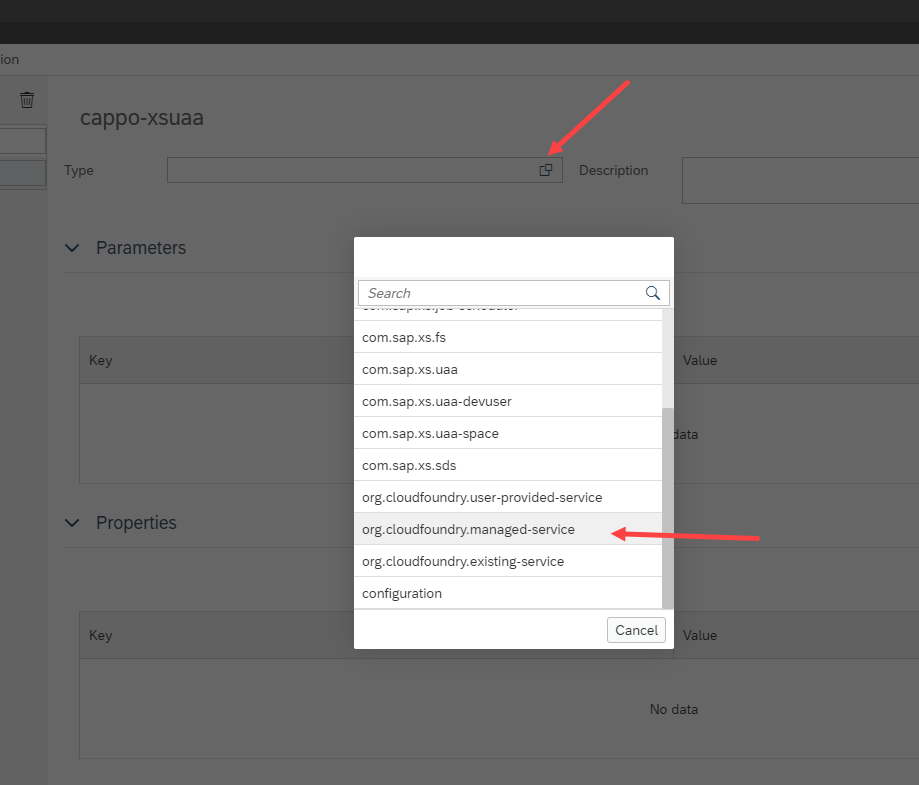 ion
cappo-xsuaa
Type
Description
Parameters
Search
com.sap.xs.fs
Key
Value
com.sap.xs.uaa
com.sap.xs.uaa-devuser
com.sap.xs.uaa-space
data
com.sap.xs.sds
org.cloudfoundry.user-provided-service
Properties
org.cloudfoundry.managed-service
org.cloudfoundry.existing-service
configuration
Cancel
Key
Value
No data